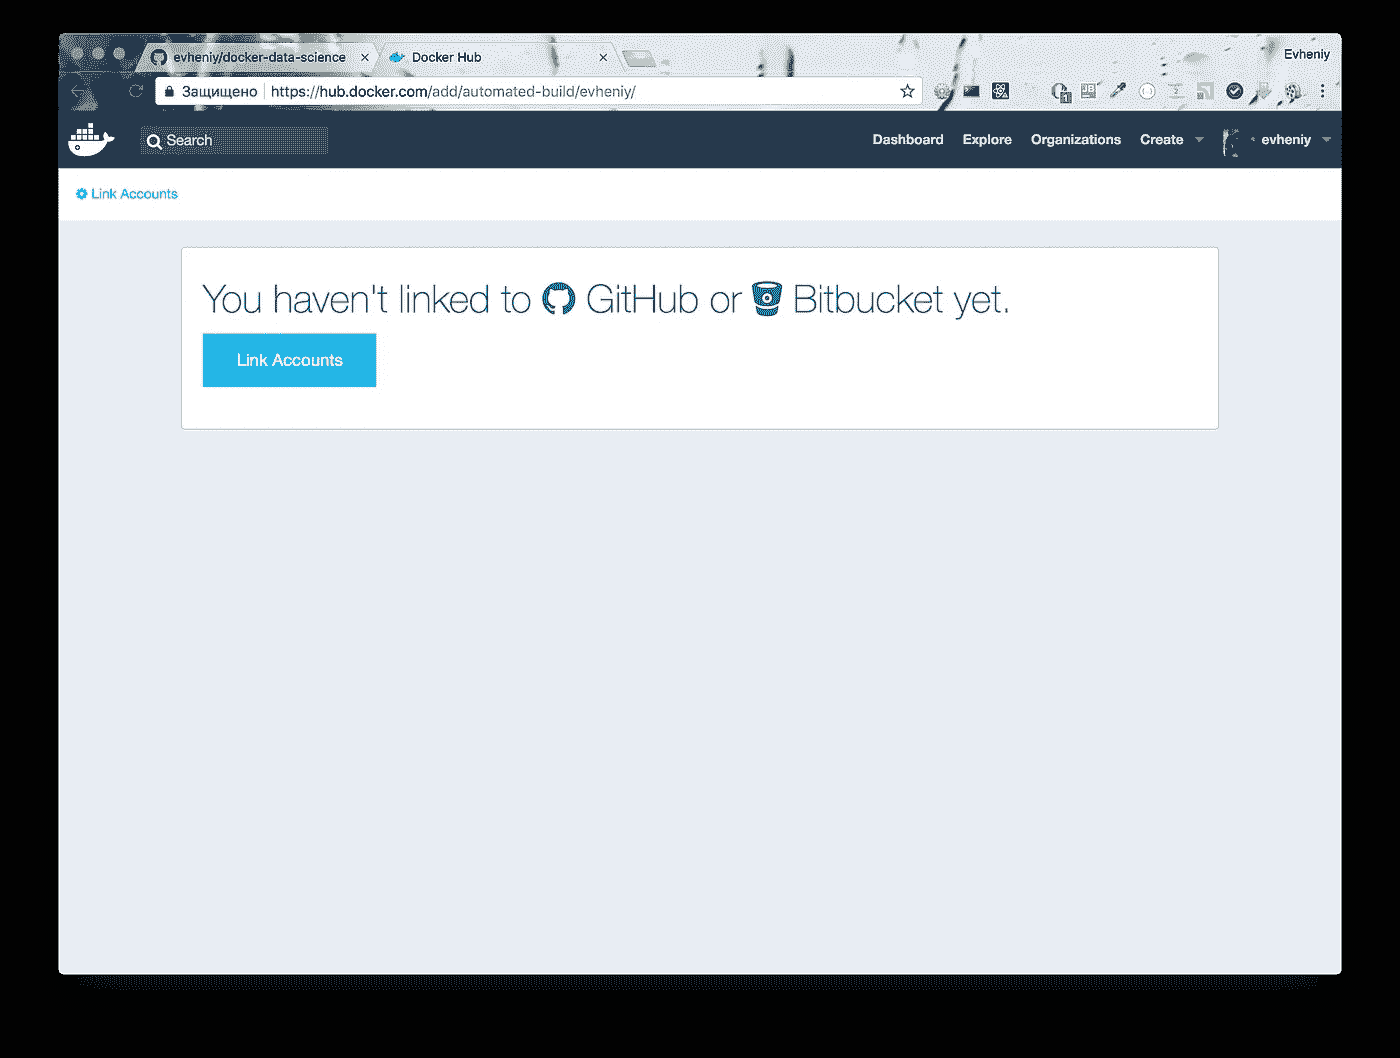 evheniy/docker-data-science
Docker Hub
Evheniy
Защищено https://hub.docker.com/add/automated-build/evheniy/
Search
Dashboard Explore Organizations Create evheniy
Link Accounts
You haven't linked to GitHub or Bitbucket yet.
Link Accounts